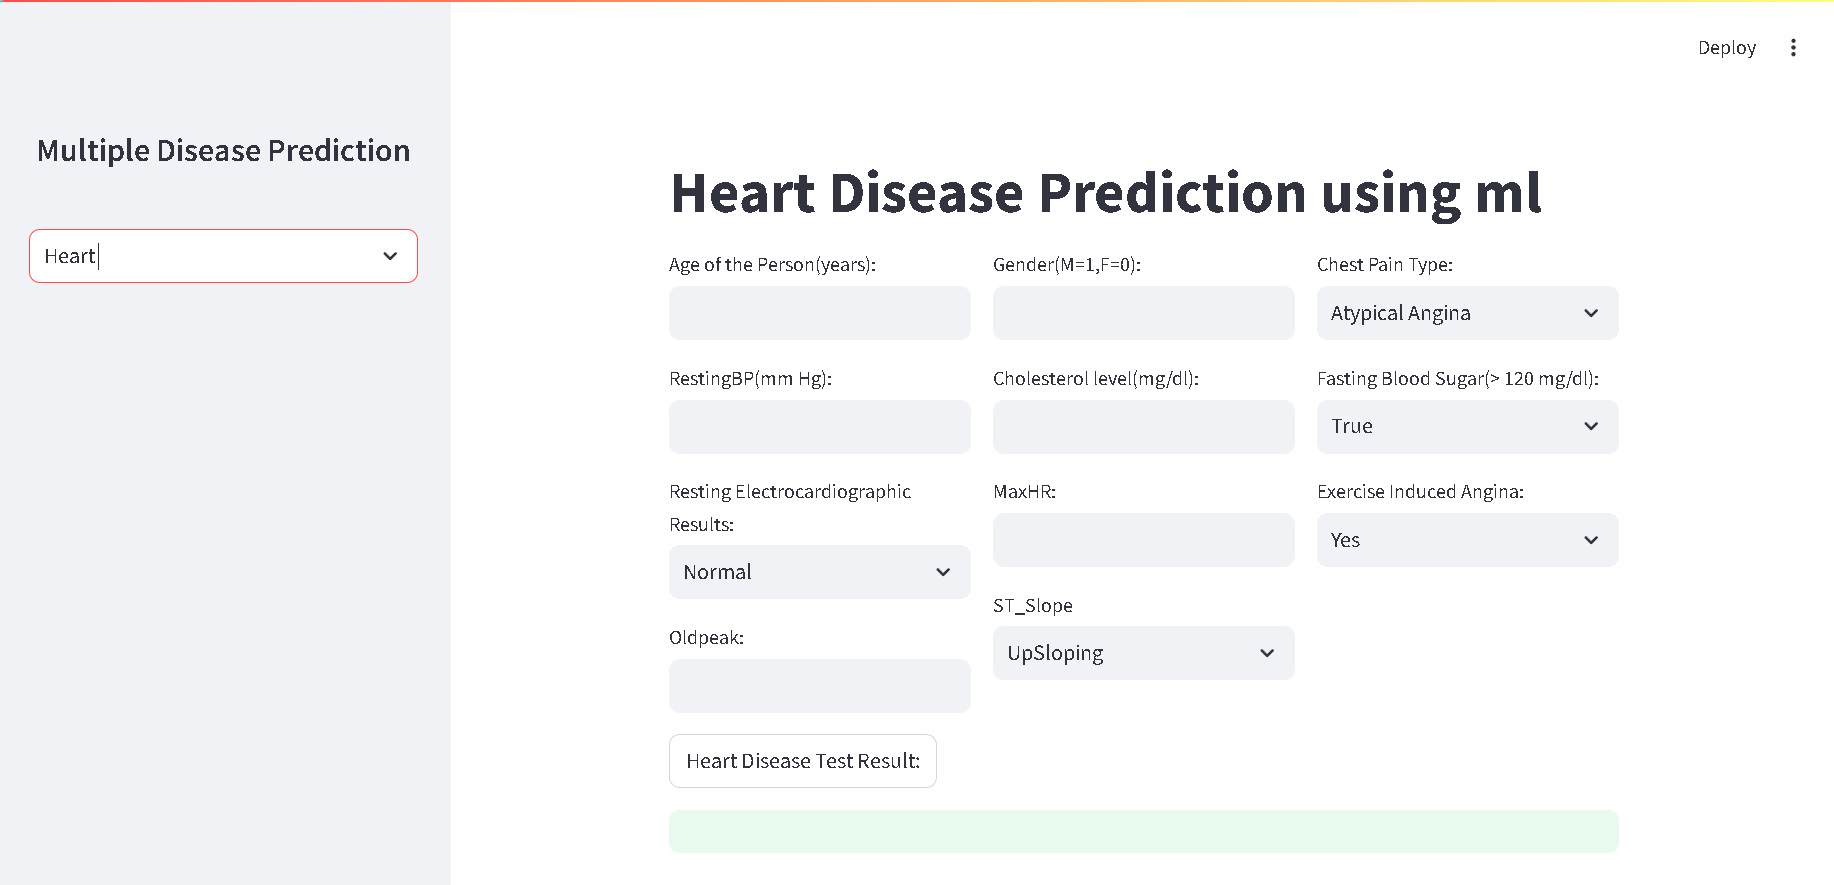 Deploy
Multiple Disease Prediction
Heart
Heart Disease Prediction using ml
Age of the Person(years):
Gender(M=1,F=0):
Chest Pain Type:
Atypical Angina
RestingBP(mm Hg):
Cholesterol level(mg/dl):
Fasting Blood Sugar(> 120 mg/dl):
True
Resting Electrocardiographic
Results:
Normal
MaxHR:
Exercise Induced Angina:
Yes
Oldpeak:
ST_Slope
UpSloping
Heart Disease Test Result: